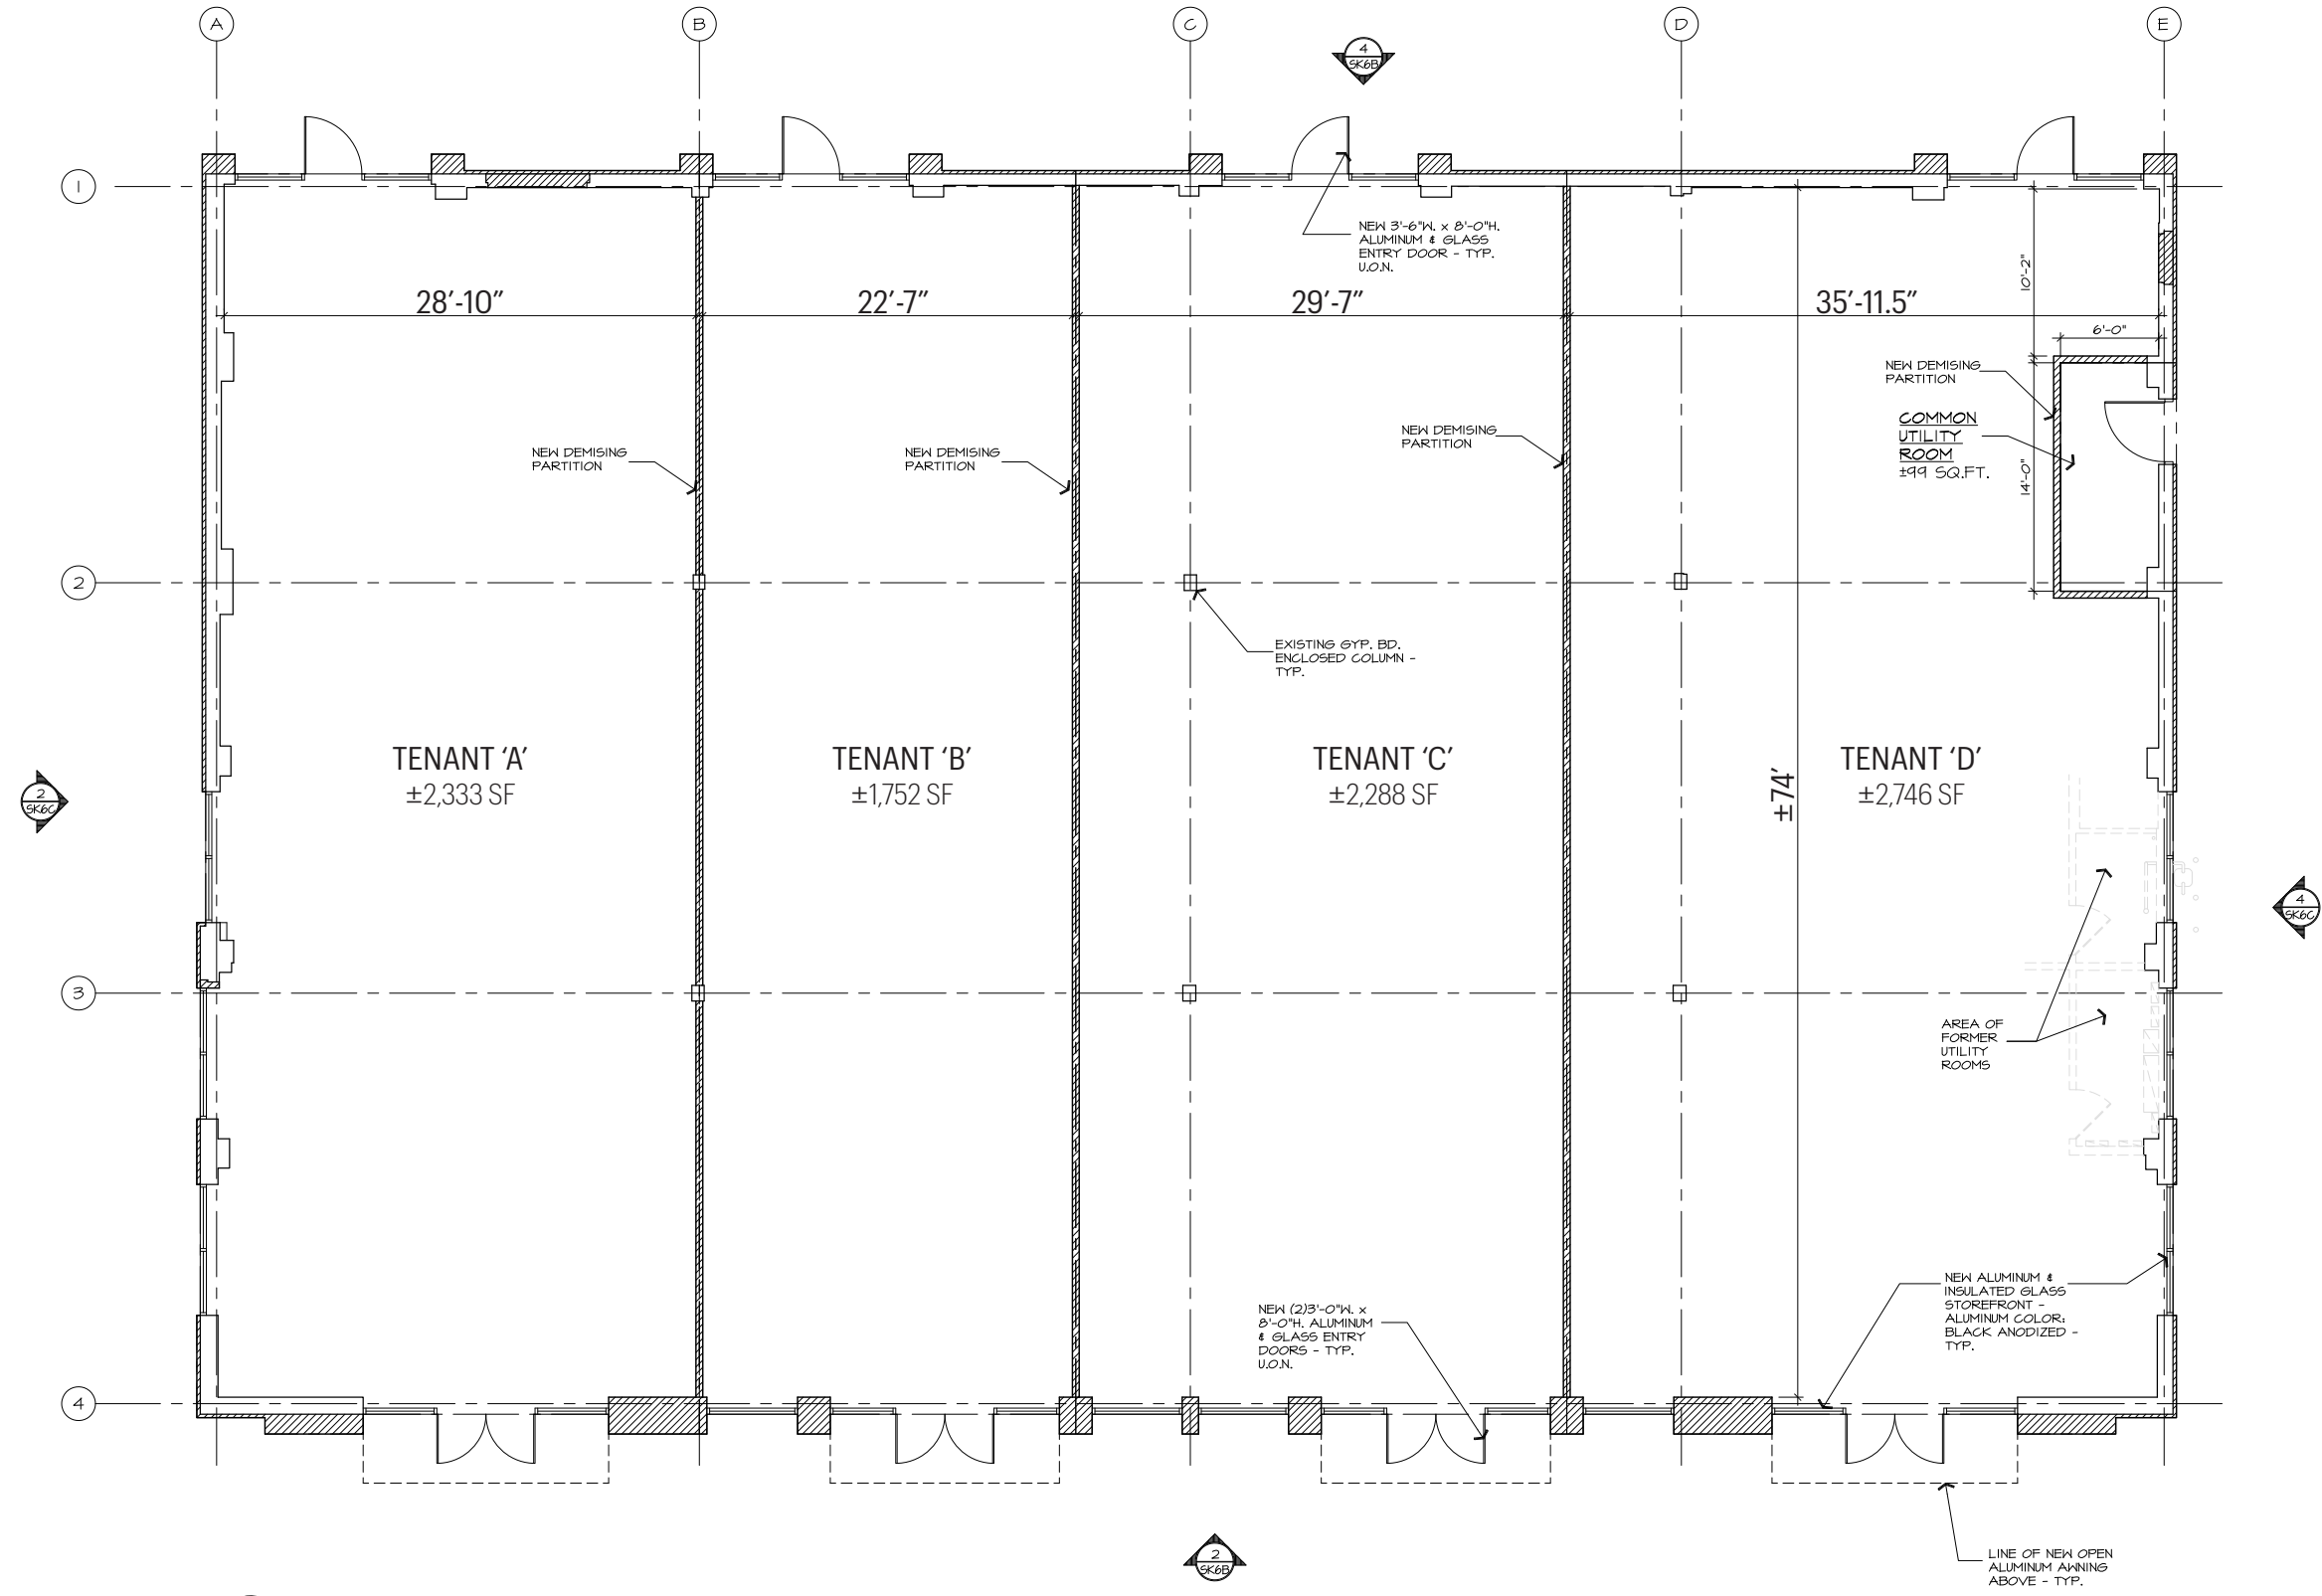 A
B
C
D
E
4
SK6B
1
NEW 3'-6"W. x 8'-0"H.
ALUMINUM & GLASS
ENTRY DOOR - TYP.
U.O.N.
10'-2"
28'-10"
22'-7"
29'-7"
35'-11.5"
6'-0"
NEW DEMISING
PARTITION
COMMON
UTILITY
ROOM
±99 SQ.FT.
14'-0"
NEW DEMISING
PARTITION
NEW DEMISING
PARTITION
NEW DEMISING
PARTITION
2
EXISTING GYP. BD.
ENCLOSED COLUMN -
TYP.
TENANT 'A'
±2,333 SF
TENANT 'B'
±1,752 SF
TENANT 'C'
±2,288 SF
±74'
TENANT 'D'
±2,746 SF
2
SK6C
4
SK6C
3
AREA OF
FORMER
UTILITY
ROOMS
NEW (2)3'-0"W. x
8'-0"H. ALUMINUM
& GLASS ENTRY
DOORS - TYP.
U.O.N.
NEW ALUMINUM &
INSULATED GLASS
STOREFRONT -
ALUMINUM COLOR:
BLACK ANODIZED -
TYP.
4
2
SK6B
LINE OF NEW OPEN
ALUMINUM AWNING
ABOVE - TYP.